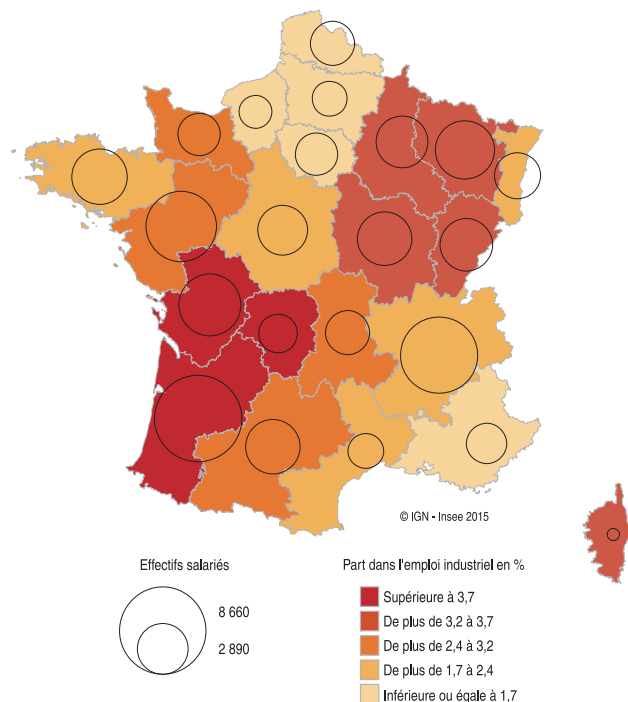 © IGN - Insee 2015
Effectifs salariés
8 660
2 890
Part dans l'emploi industriel en %
Supérieure à 3,7
De plus de 3,2 à 3,7
De plus de 2,4 à 3,2
De plus de 1,7 à 2,4
Inférieure ou égale à 1,7